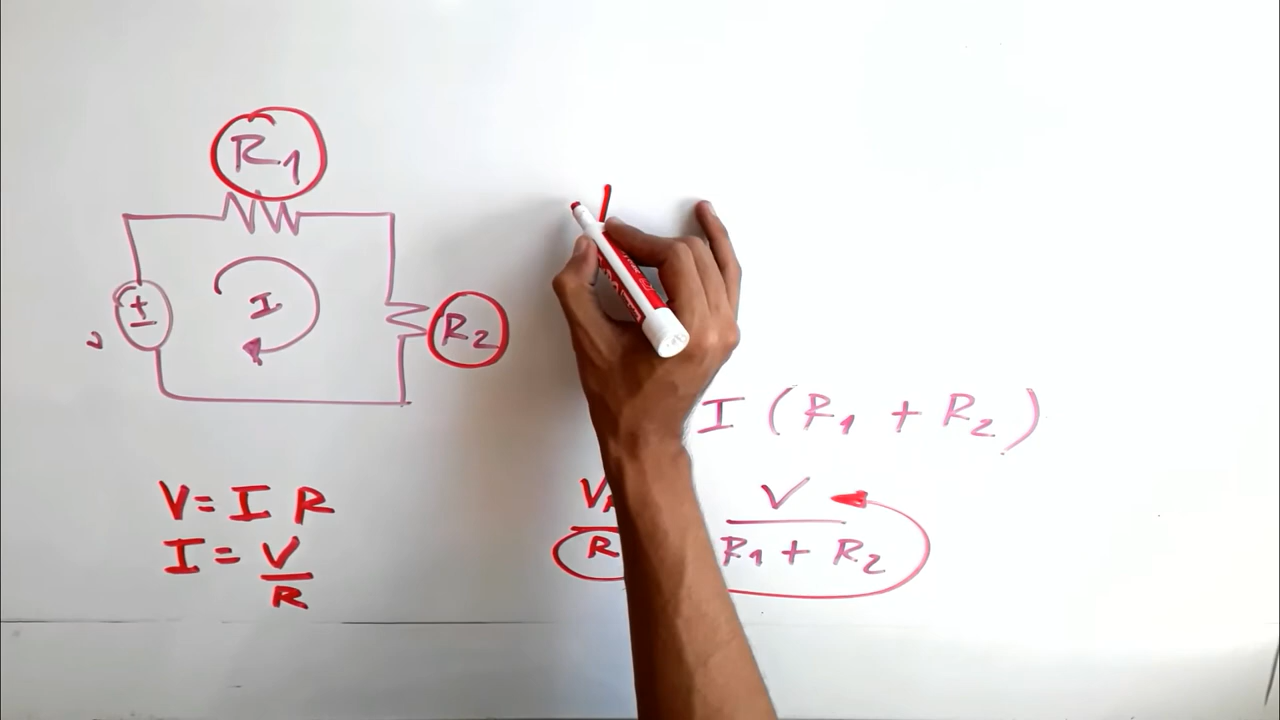 R1
I
+
−
R2
I (R1 + R2)
V = I R
I = V
R
V
V
R
R1 + R2